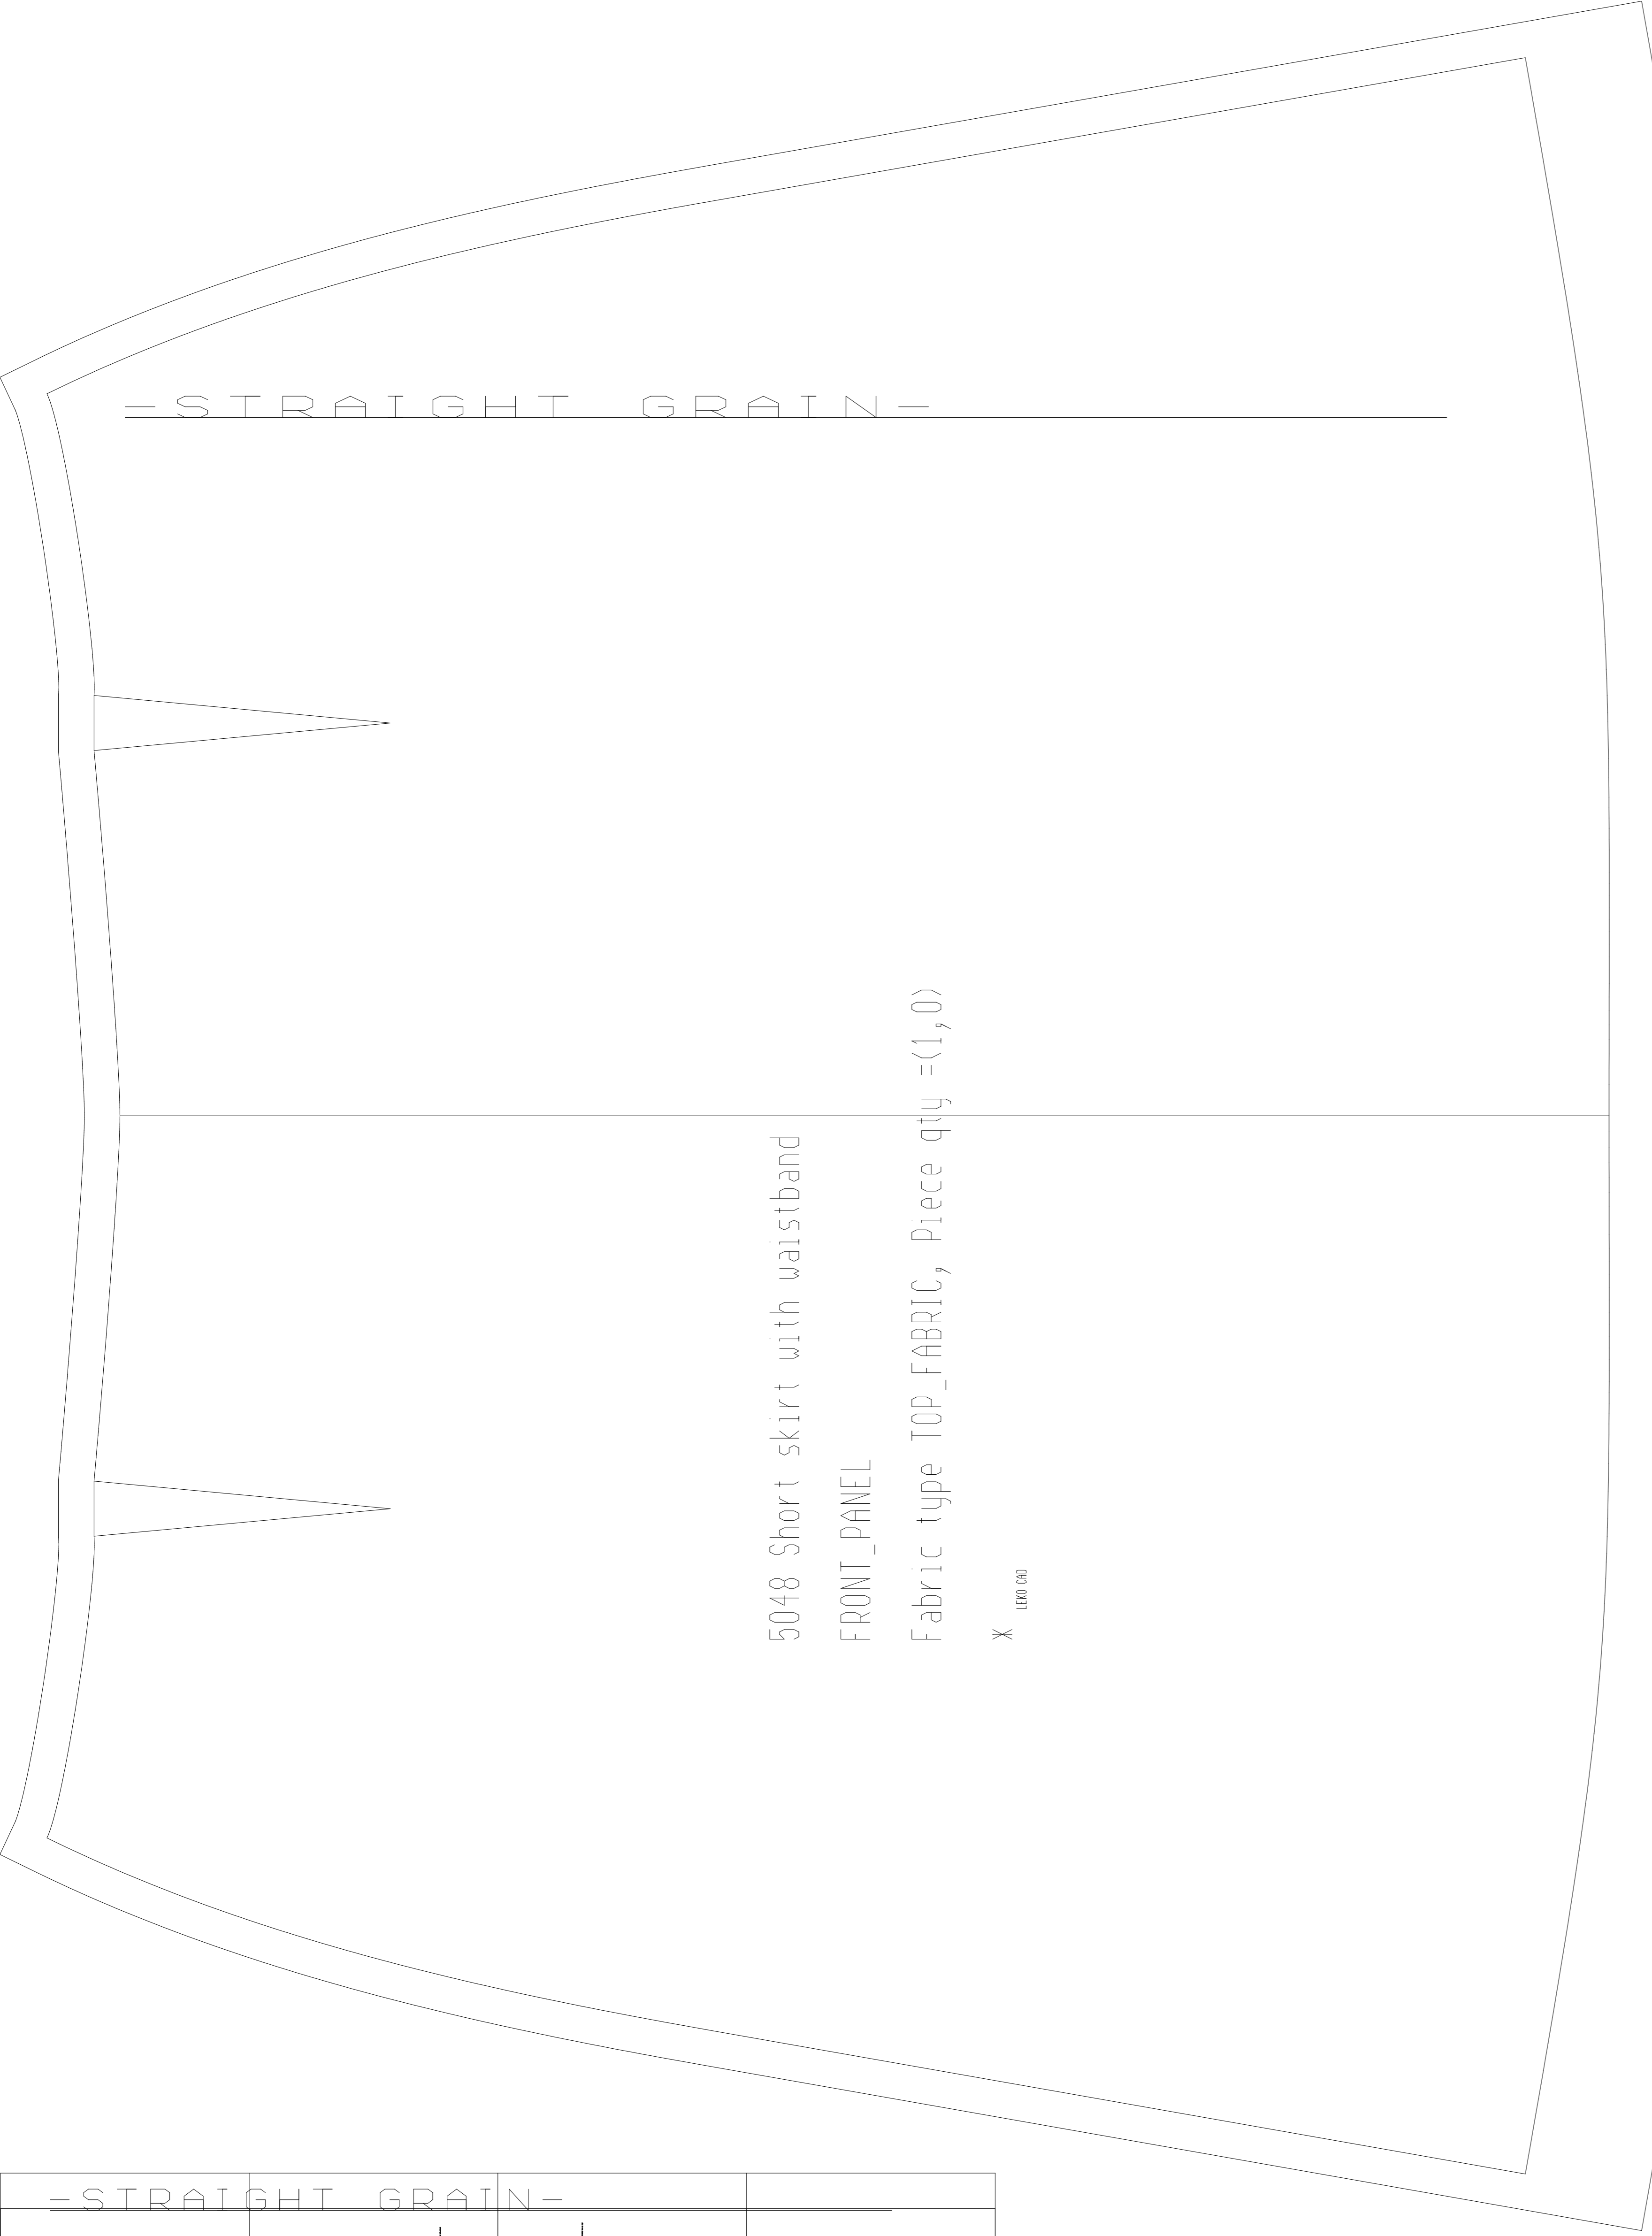 -STRAIGHT GRAIN-
5048 Short skirt with waistband
FRONT_PANEL
Fabric type TOP_FABRIC, Piece qty =(1,0)
*
LEKO CAD
-STRAIGHT GRAIN-